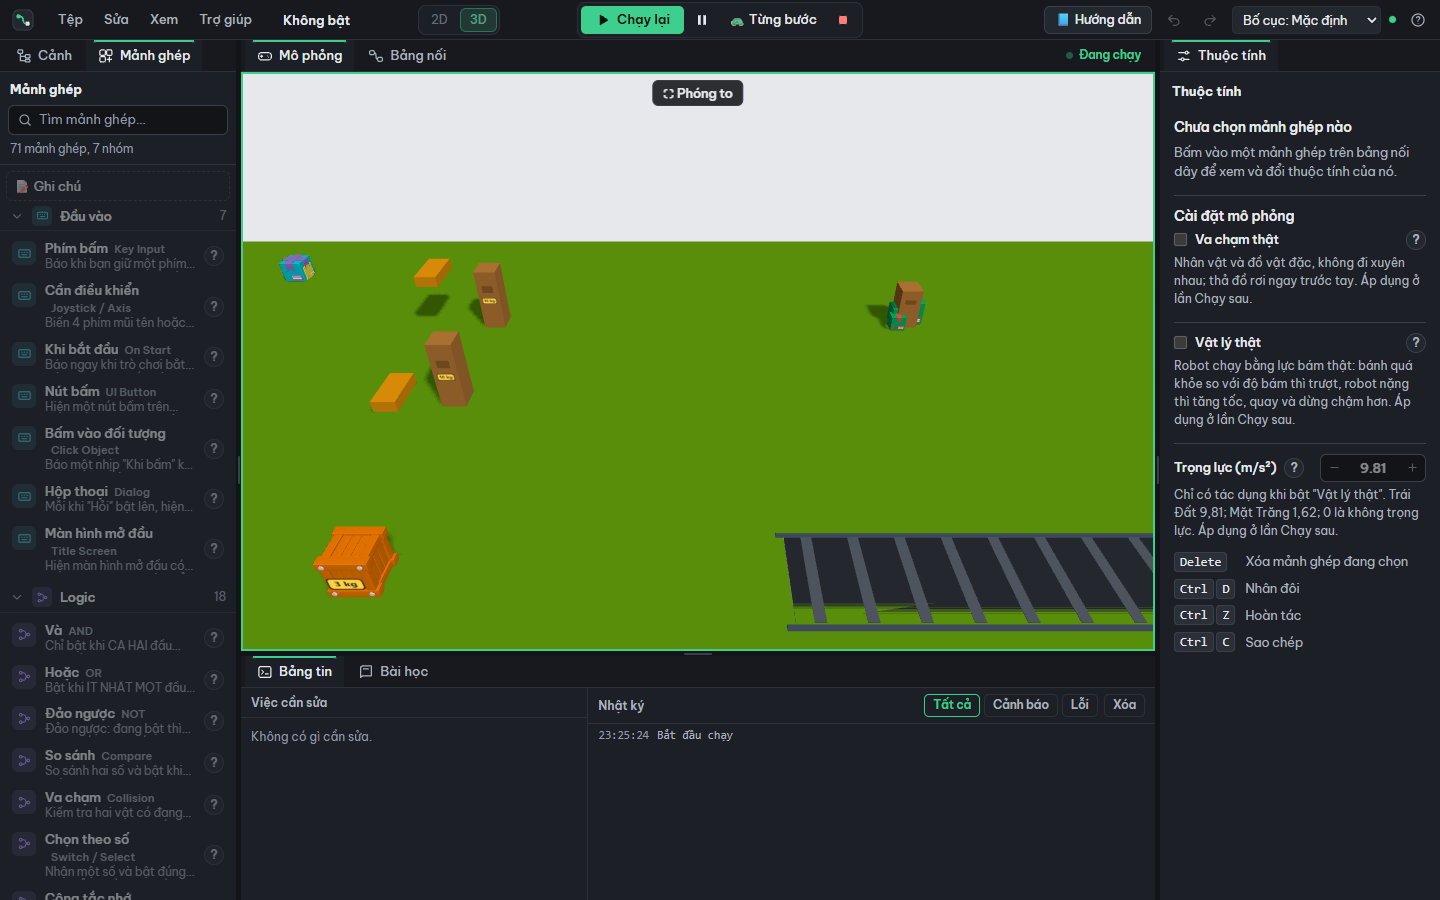 Tệp Sửa Xem Trợ giúp Không bật 2D 3D Chạy lại Từng bước Hướng dẫn Bố cục: Mặc định
Cảnh Mảnh ghép
Mảnh ghép
Tìm mảnh ghép...
71 mảnh ghép, 7 nhóm
Ghi chú
Đầu vào 7
Phím bấm Key Input
Báo khi bạn giữ một phím...
Cần điều khiển
Joystick / Axis
Biến 4 phím mũi tên hoặc...
Khi bắt đầu On Start
Báo ngay khi trò chơi bắt...
Nút bấm UI Button
Hiện một nút bấm trên...
Bấm vào đối tượng
Click Object
Báo một nhịp "Khi bấm" k...
Hộp thoại Dialog
Mỗi khi "Hỏi" bật lên, hiện...
Màn hình mở đầu
Title Screen
Hiện màn hình mở đầu có...
Logic 18
Và AND
Chỉ bật khi CẢ HAI đầu...
Hoặc OR
Bật khi ÍT NHẤT MỘT đầu...
Đảo ngược NOT
Đảo ngược: đang bật thì...
So sánh Compare
So sánh hai số và bật khi...
Va chạm Collision
Kiểm tra hai vật có đang...
Chọn theo số
Switch / Select
Nhận một số và bật đúng...
Công tắc nhớ
Mô phỏng Bảng nối Đang chạy
Phóng to
3 kg
Bảng tin Bài học
Việc cần sửa
Không có gì cần sửa.
Nhật ký Tất cả Cảnh báo Lỗi Xóa
23:25:24 Bắt đầu chạy
Thuộc tính
Thuộc tính
Chưa chọn mảnh ghép nào
Bấm vào một mảnh ghép trên bảng nối
dây để xem và đổi thuộc tính của nó.
Cài đặt mô phỏng
Va chạm thật ?
Nhân vật và đồ vật đặc, không đi xuyên
nhau; thả đồ rơi ngay trước tay. Áp dụng ở
lần Chạy sau.
Vật lý thật ?
Robot chạy bằng lực bám thật: bánh quá
khỏe so với độ bám thì trượt, robot nặng
thì tăng tốc, quay và dừng chậm hơn. Áp
dụng ở lần Chạy sau.
Trọng lực (m/s²) ? − 9.81 +
Chỉ có tác dụng khi bật "Vật lý thật". Trái
Đất 9,81; Mặt Trăng 1,62; 0 là không trọng
lực. Áp dụng ở lần Chạy sau.
Delete Xóa mảnh ghép đang chọn
Ctrl D Nhân đôi
Ctrl Z Hoàn tác
Ctrl C Sao chép